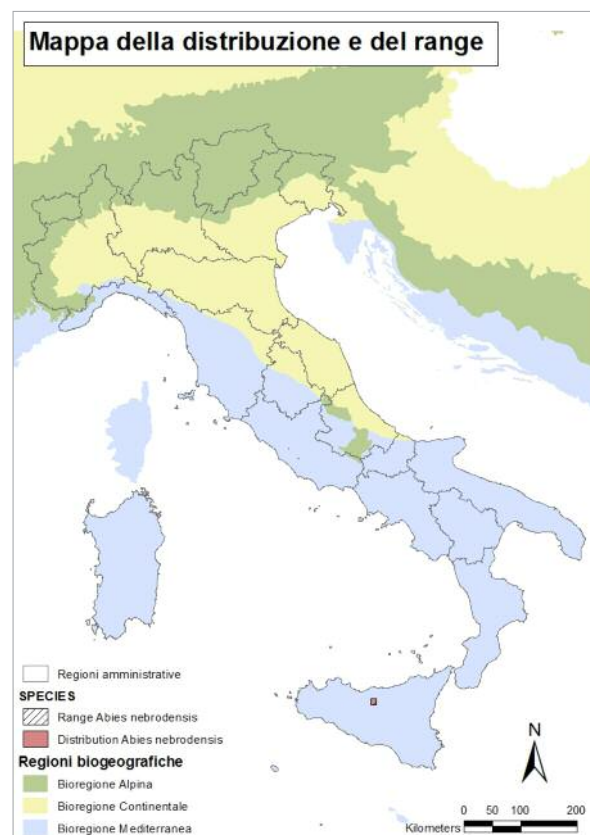 Mappa della distribuzione e del range
Regioni amministrative
SPECIES
Range Abies nebrodensis
Distribution Abies nebrodensis
Regioni biogeografiche
Bioregione Alpina
Bioregione Continentale
Bioregione Mediterranea
N
0 50 100 200
Kilometers